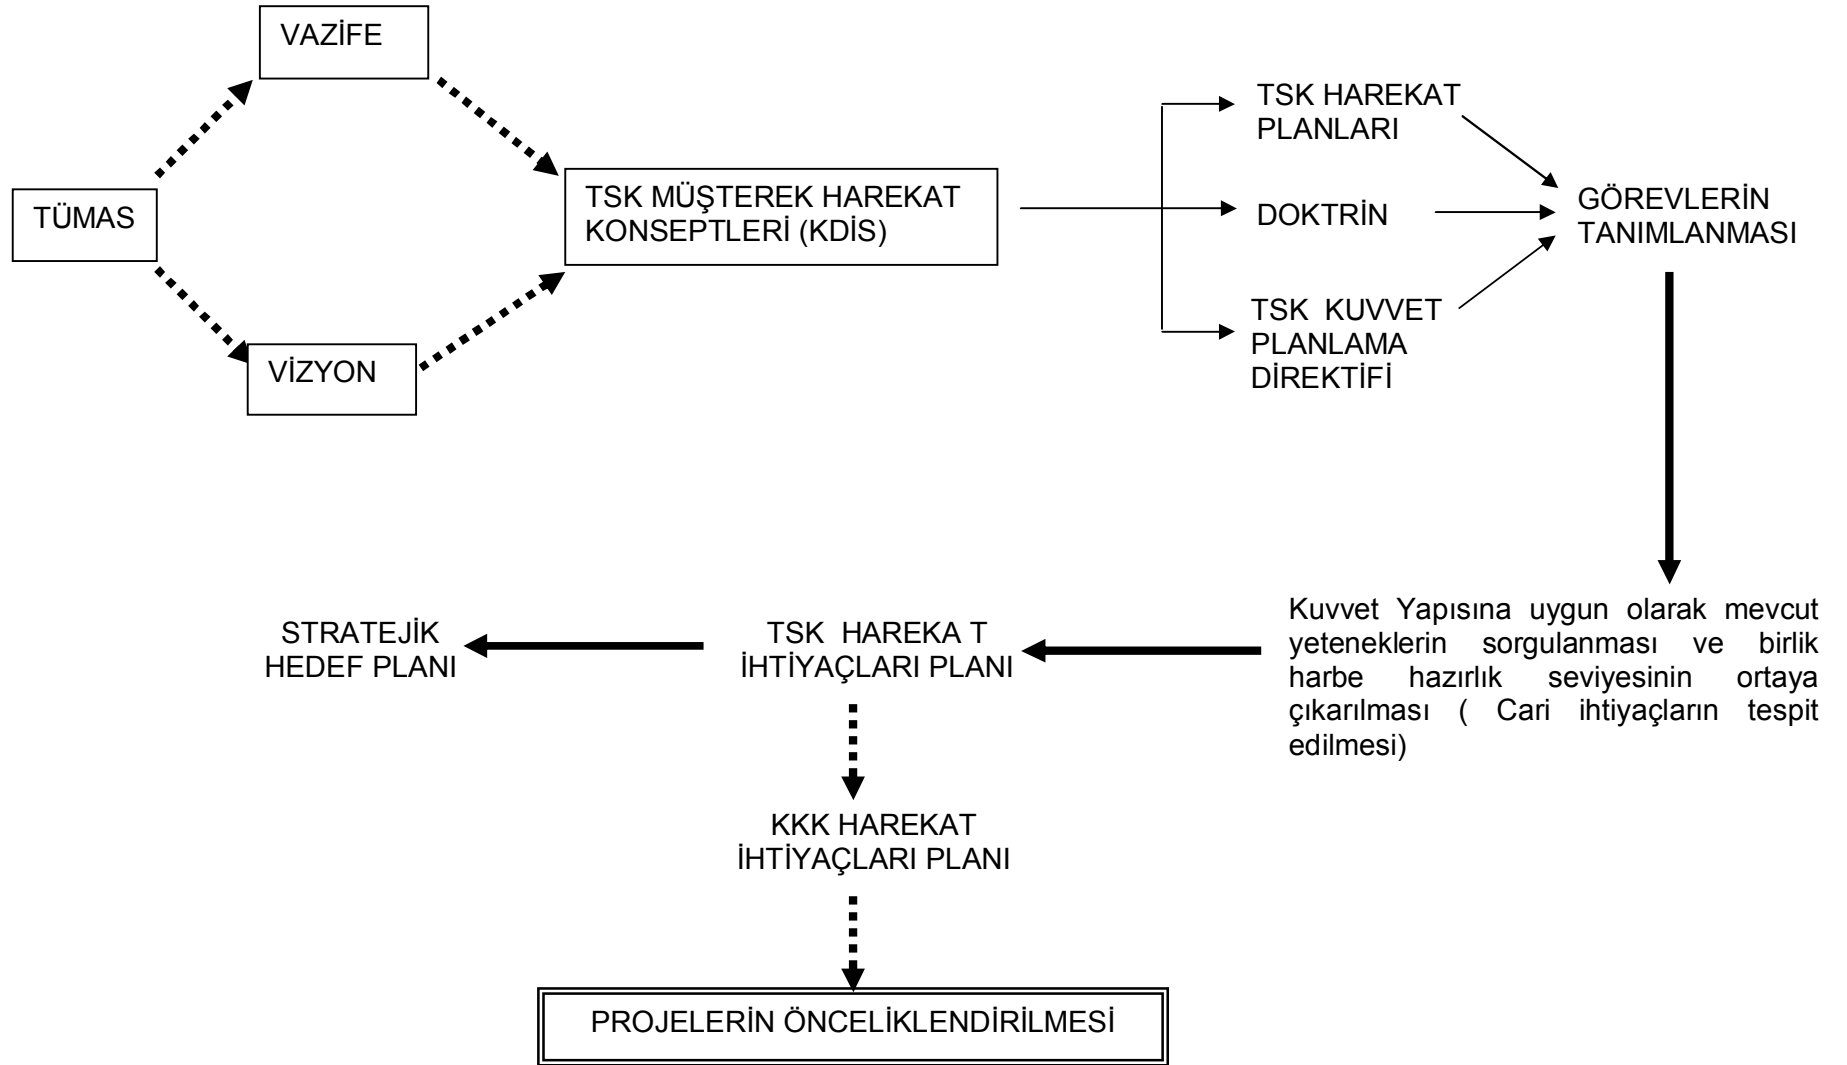 VAZİFE
TÜMAS
VİZYON
TSK MÜŞTEREK HAREKAT
KONSEPTLERİ (KDİS)
TSK HAREKAT
PLANLARI
DOKTRİN
TSK KUVVET
PLANLAMA
DİREKTİFİ
GÖREVLERİN
TANIMLANMASI
Kuvvet Yapısına uygun olarak mevcut
yeteneklerin sorgulanması ve birlik
harbe hazırlık seviyesinin ortaya
çıkarılması ( Cari ihtiyaçların tespit
edilmesi)
TSK HAREKA T
İHTİYAÇLARI PLANI
STRATEJİK
HEDEF PLANI
KKK HAREKAT
İHTİYAÇLARI PLANI
PROJELERİN ÖNCELİKLENDİRİLMESİ